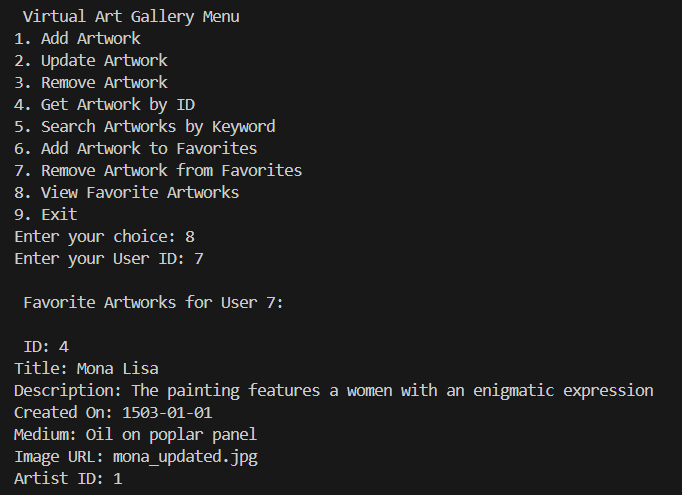 Virtual Art Gallery Menu
1. Add Artwork
2. Update Artwork
3. Remove Artwork
4. Get Artwork by ID
5. Search Artworks by Keyword
6. Add Artwork to Favorites
7. Remove Artwork from Favorites
8. View Favorite Artworks
9. Exit
Enter your choice: 8
Enter your User ID: 7
Favorite Artworks for User 7:
ID: 4
Title: Mona Lisa
Description: The painting features a women with an enigmatic expression
Created On: 1503-01-01
Medium: Oil on poplar panel
Image URL: mona_updated.jpg
Artist ID: 1